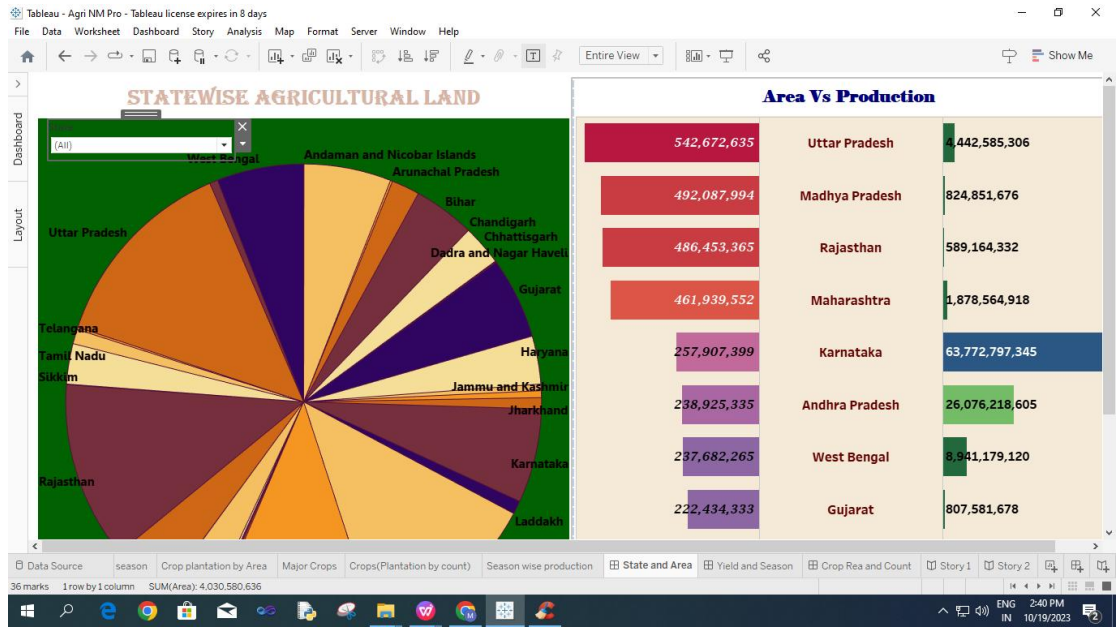 Tableau - Agri NM Pro - Tableau license expires in 8 days
File Data Worksheet Dashboard Story Analysis Map Format Server Window Help
Entire View
Show Me
Dashboard
Layout
STATEWISE AGRICULTURAL LAND
(All)
West Bengal
Andaman and Nicobar Islands
Arunachal Pradesh
Bihar
Chandigarh
Chhattisgarh
Dadra and Nagar Haveli
Uttar Pradesh
Gujarat
Telangana
Haryana
Tamil Nadu
Sikkim
Jammu and Kashmir
Jharkhand
Karnataka
Rajasthan
Laddakh
Area Vs Production
542,672,635 Uttar Pradesh 4,442,585,306
492,087,994 Madhya Pradesh 824,851,676
486,453,365 Rajasthan 589,164,332
461,939,552 Maharashtra 1,878,564,918
257,907,399 Karnataka 63,772,797,345
238,925,335 Andhra Pradesh 26,076,218,605
237,682,265 West Bengal 8,941,179,120
222,434,333 Gujarat 807,581,678
Data Source season Crop plantation by Area Major Crops Crops(Plantation by count) Season wise production State and Area Yield and Season Crop Rea and Count Story 1 Story 2
36 marks 1 row by 1 column SUM(Area): 4,030,580,636
ENG 2:40 PM
IN 10/19/2023
2